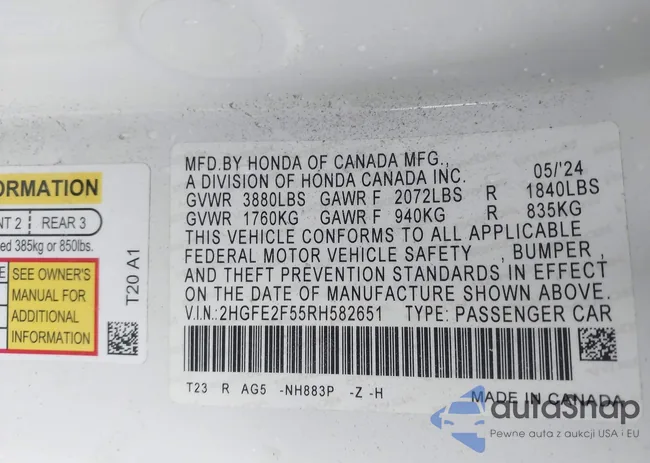 ORMATION
NT 2 REAR 3
ed 385kg or 850lbs.
E SEE OWNER'S
MANUAL FOR
ADDITIONAL
INFORMATION
T20 A1
MFD.BY HONDA OF CANADA MFG.,
A DIVISION OF HONDA CANADA INC. 05/'24
GVWR 3880LBS GAWR F 2072LBS R 1840LBS
GVWR 1760KG GAWR F 940KG R 835KG
THIS VEHICLE CONFORMS TO ALL APPLICABLE
FEDERAL MOTOR VEHICLE SAFETY , BUMPER ,
AND THEFT PREVENTION STANDARDS IN EFFECT
ON THE DATE OF MANUFACTURE SHOWN ABOVE.
V.I.N.:2HGFE2F55RH582651 TYPE:PASSENGER CAR
T23 R AG5 -NH883P -Z -H MADE IN CANADA
autaSnap
Pewne auta z aukcji USA i EU